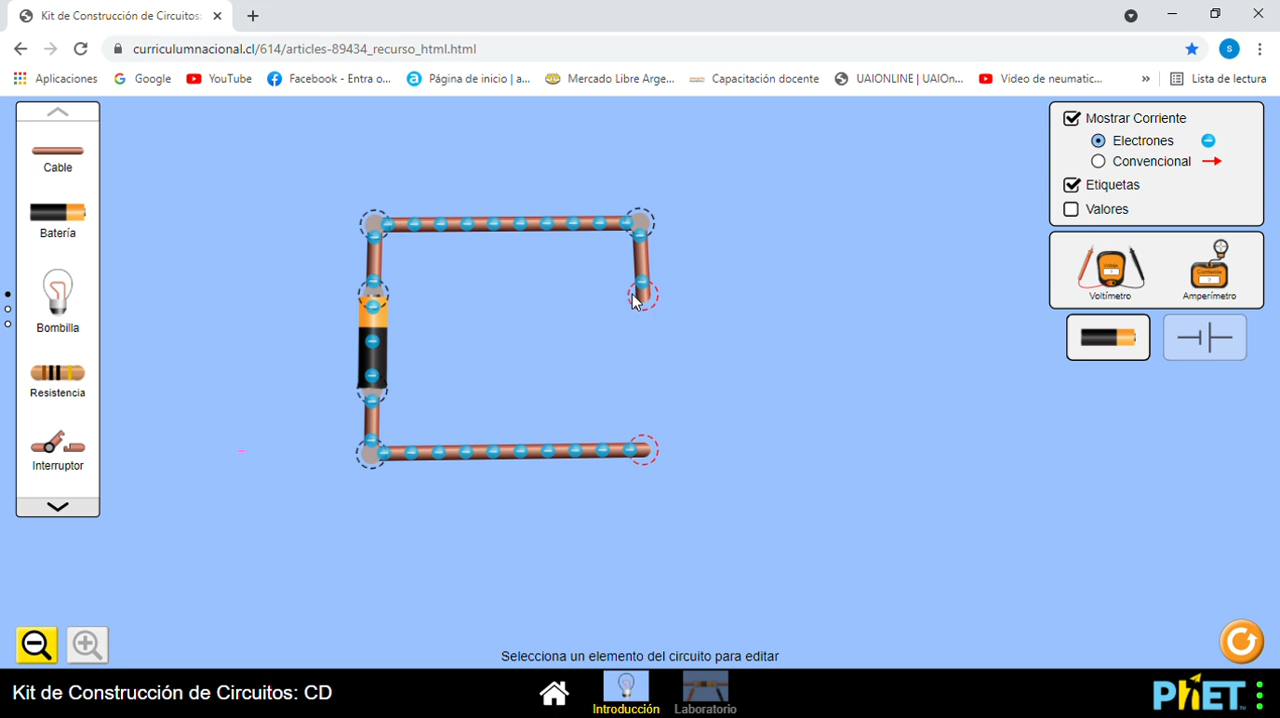 Kit de Construcción de Circuitos:
curriculumnacional.cl/614/articles-89434_recurso_html.html
S
Aplicaciones
Google
YouTube
Facebook - Entra o...
Página de inicio | a...
Mercado Libre Arge...
Capacitación docente
UAIONLINE | UAIOn...
Video de neumatic...
»
Lista de lectura
Cable
Batería
Bombilla
Resistencia
Interruptor
Mostrar Corriente
Electrones
Convencional
Etiquetas
Valores
Voltímetro
Amperímetro
Selecciona un elemento del circuito para editar
Kit de Construcción de Circuitos: CD
Introducción
Laboratorio
PhET